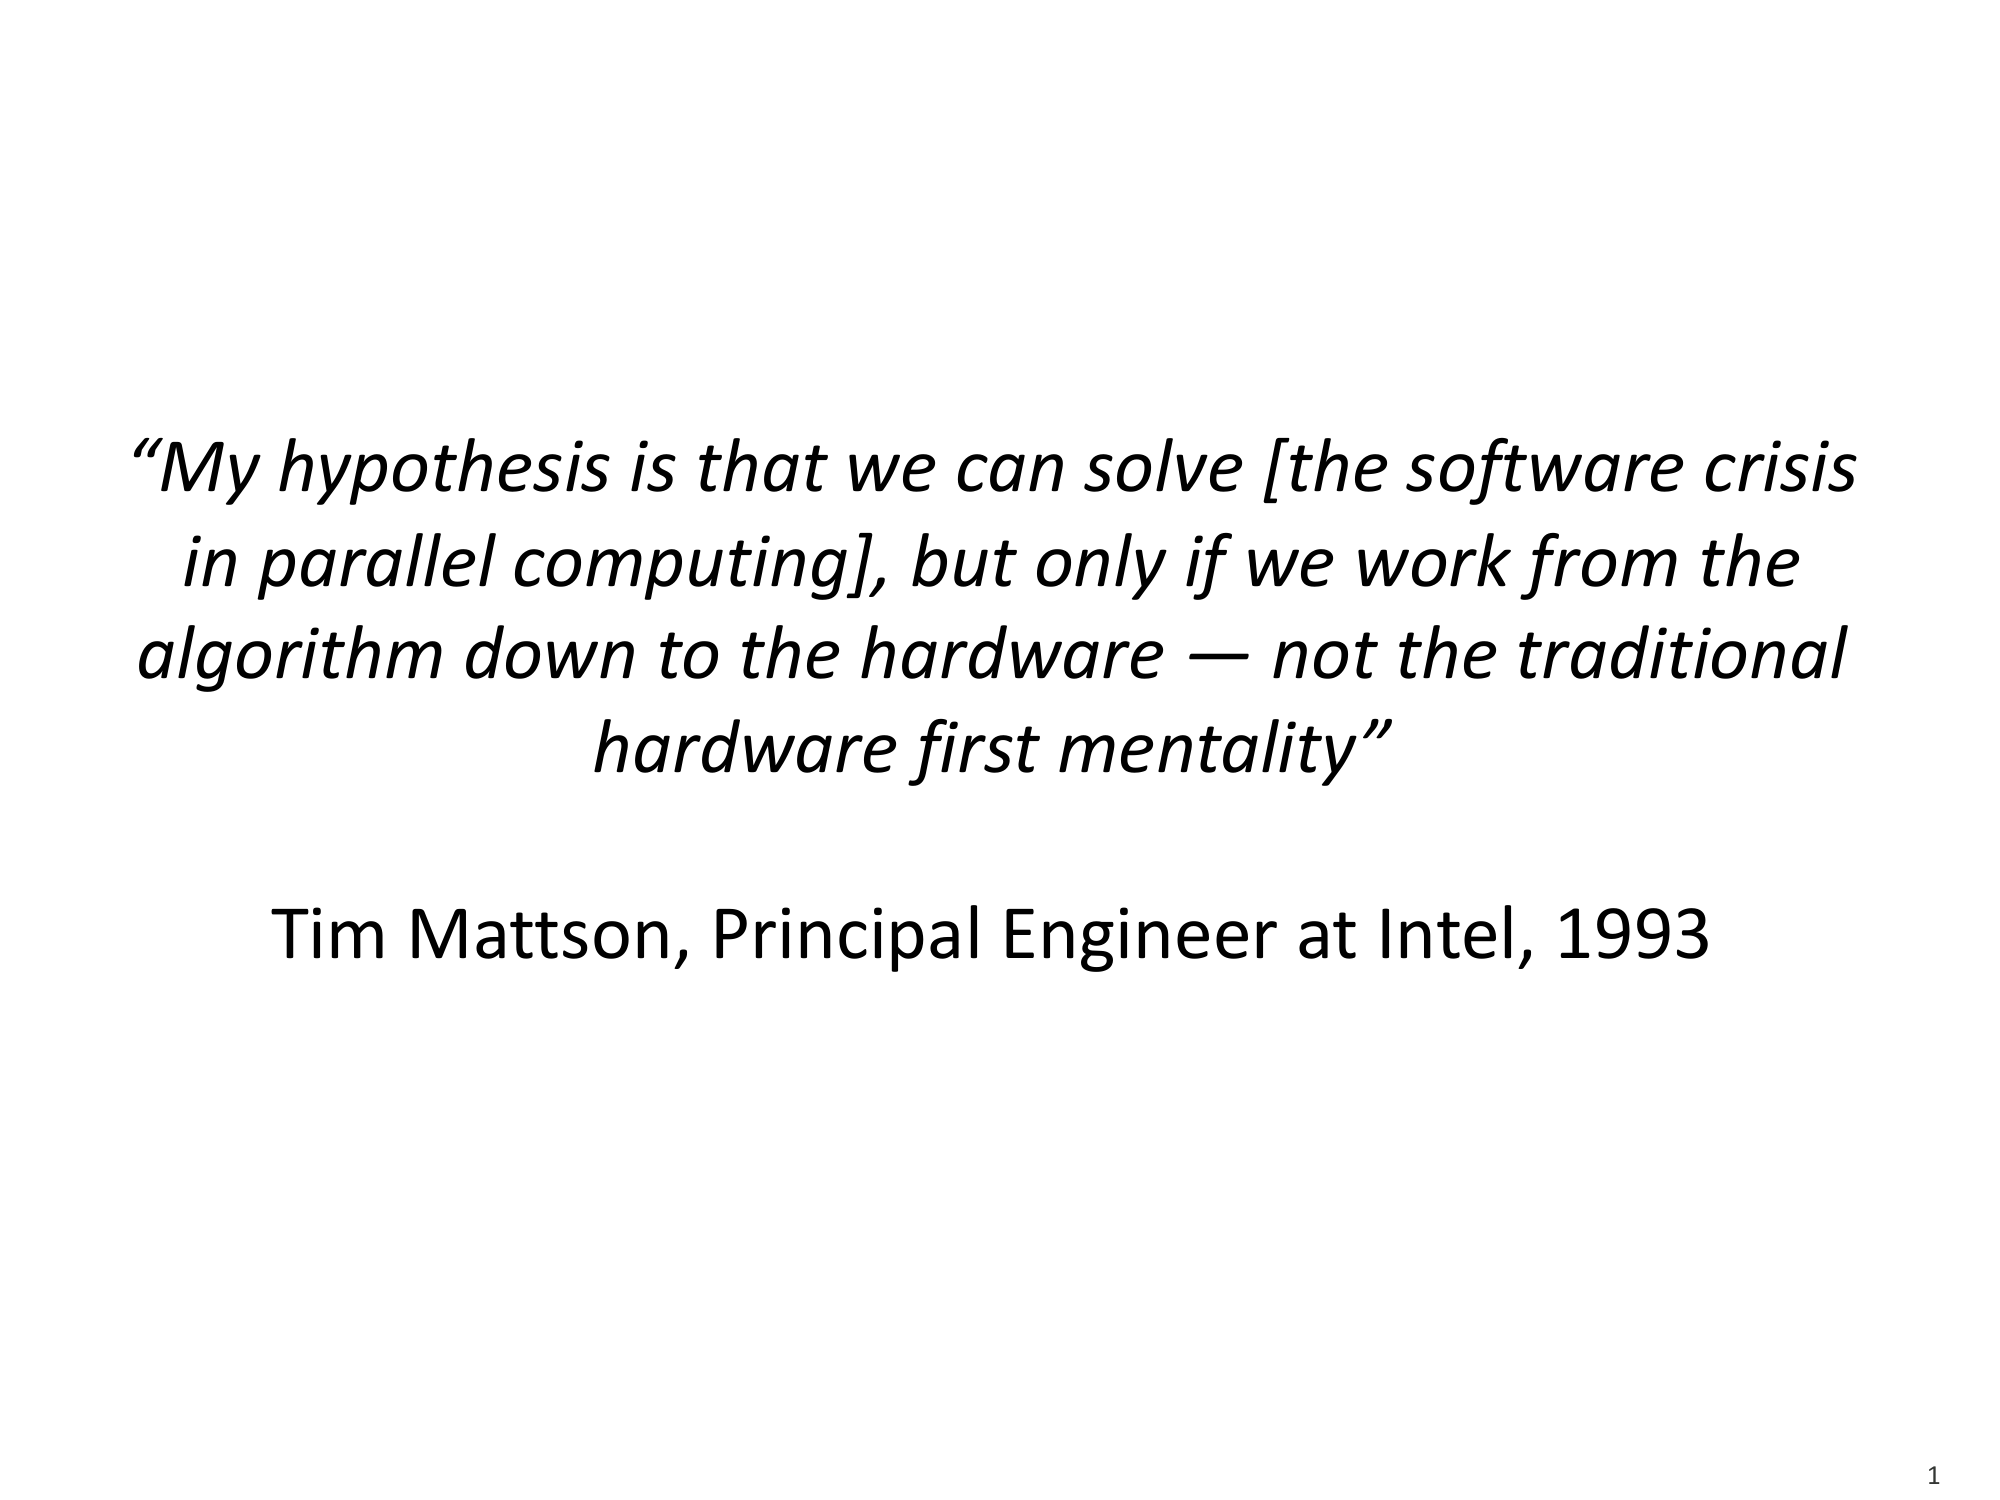 “My hypothesis is that we can solve [the software crisis
in parallel computing], but only if we work from the
algorithm down to the hardware — not the traditional
hardware first mentality”
Tim Mattson, Principal Engineer at Intel, 1993
1